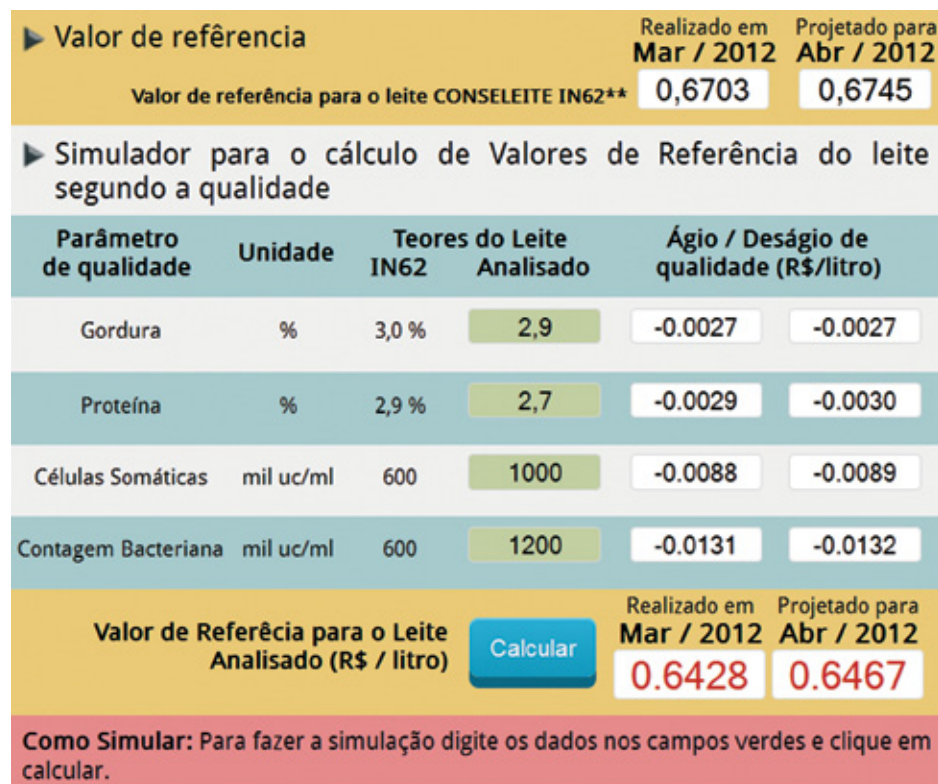 Valor de refêrencia
Realizado em Projetado para
Mar / 2012 Abr / 2012
Valor de referência para o leite CONSELEITE IN62** 0,6703 0,6745
Simulador para o cálculo de Valores de Referência do leite
segundo a qualidade
Parâmetro de qualidade Unidade Teores do Leite Ágio / Deságio de qualidade (R$/litro)
IN62 Analisado
Gordura % 3,0 % 2,9 -0.0027 -0.0027
Proteína % 2,9 % 2,7 -0.0029 -0.0030
Células Somáticas mil uc/ml 600 1000 -0.0088 -0.0089
Contagem Bacteriana mil uc/ml 600 1200 -0.0131 -0.0132
Realizado em Projetado para
Valor de Referêcia para o Leite Mar / 2012 Abr / 2012
Analisado (R$ / litro) Calcular 0.6428 0.6467
Como Simular: Para fazer a simulação digite os dados nos campos verdes e clique em
calcular.